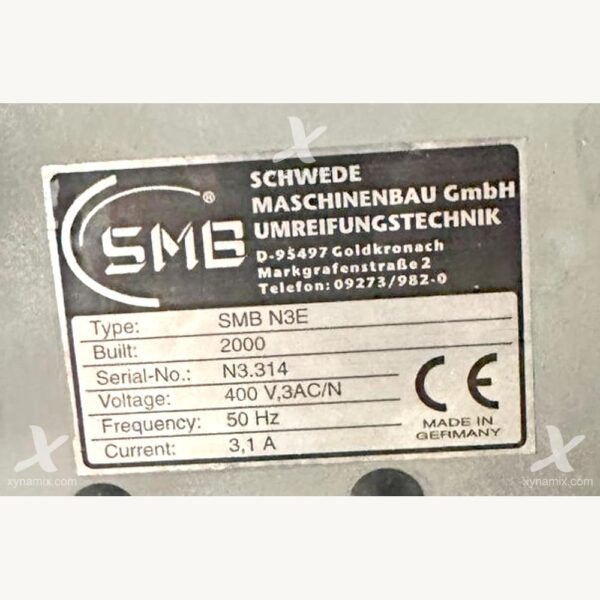 X
SMB®
SCHWEDE
MASCHINENBAU GmbH
UMREIFUNGSTECHNIK
D-95497 Goldkronach
Markgrafenstraße 2
Telefon: 09273/982-0
Type: SMB N3E
Built: 2000
Serial-No.: N3.314
Voltage: 400 V,3AC/N
Frequency: 50 Hz
Current: 3,1 A
CE
MADE IN
GERMANY
X
xynamix.com
X
xynamix.com